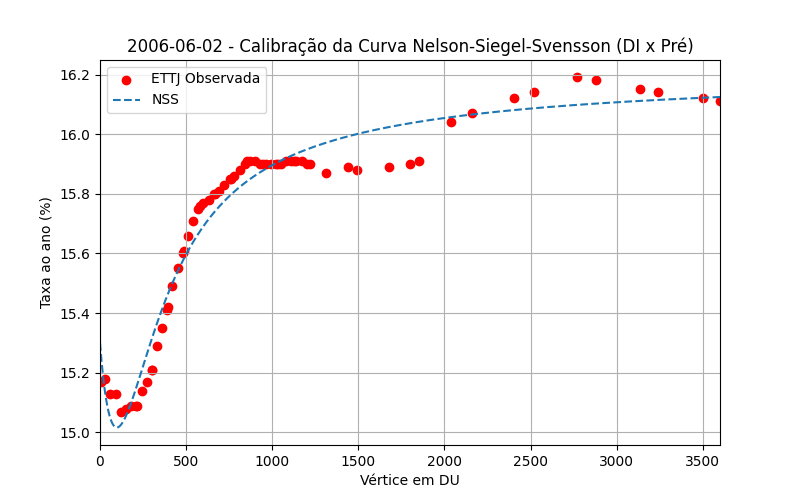 2006-06-02 - Calibração da Curva Nelson-Siegel-Svensson (DI x Pré)
ETTJ Observada
NSS
Taxa ao ano (%)
16.2
16.0
15.8
15.6
15.4
15.2
15.0
0 500 1000 1500 2000 2500 3000 3500
Vértice em DU